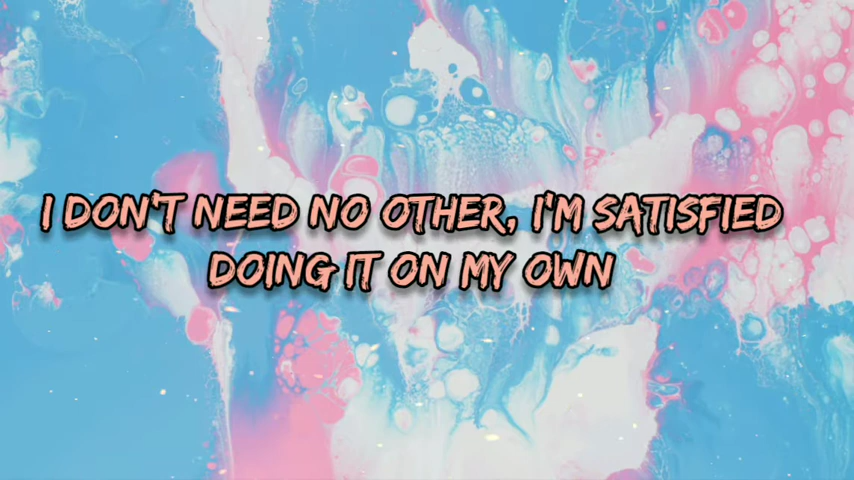 I DON'T NEED NO OTHER, I'M SATISFIED
DOING IT ON MY OWN